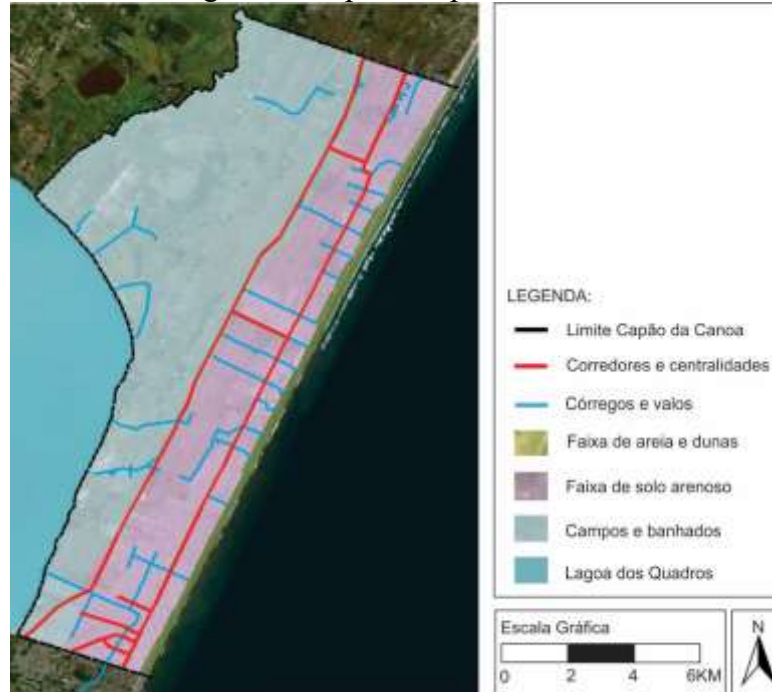 LEGENDA:
Limite Capão da Canoa
Corredores e centralidades
Córregos e valos
Faixa de areia e dunas
Faixa de solo arenoso
Campos e banhados
Lagoa dos Quadros
Escala Gráfica
N
0 2 4 6KM